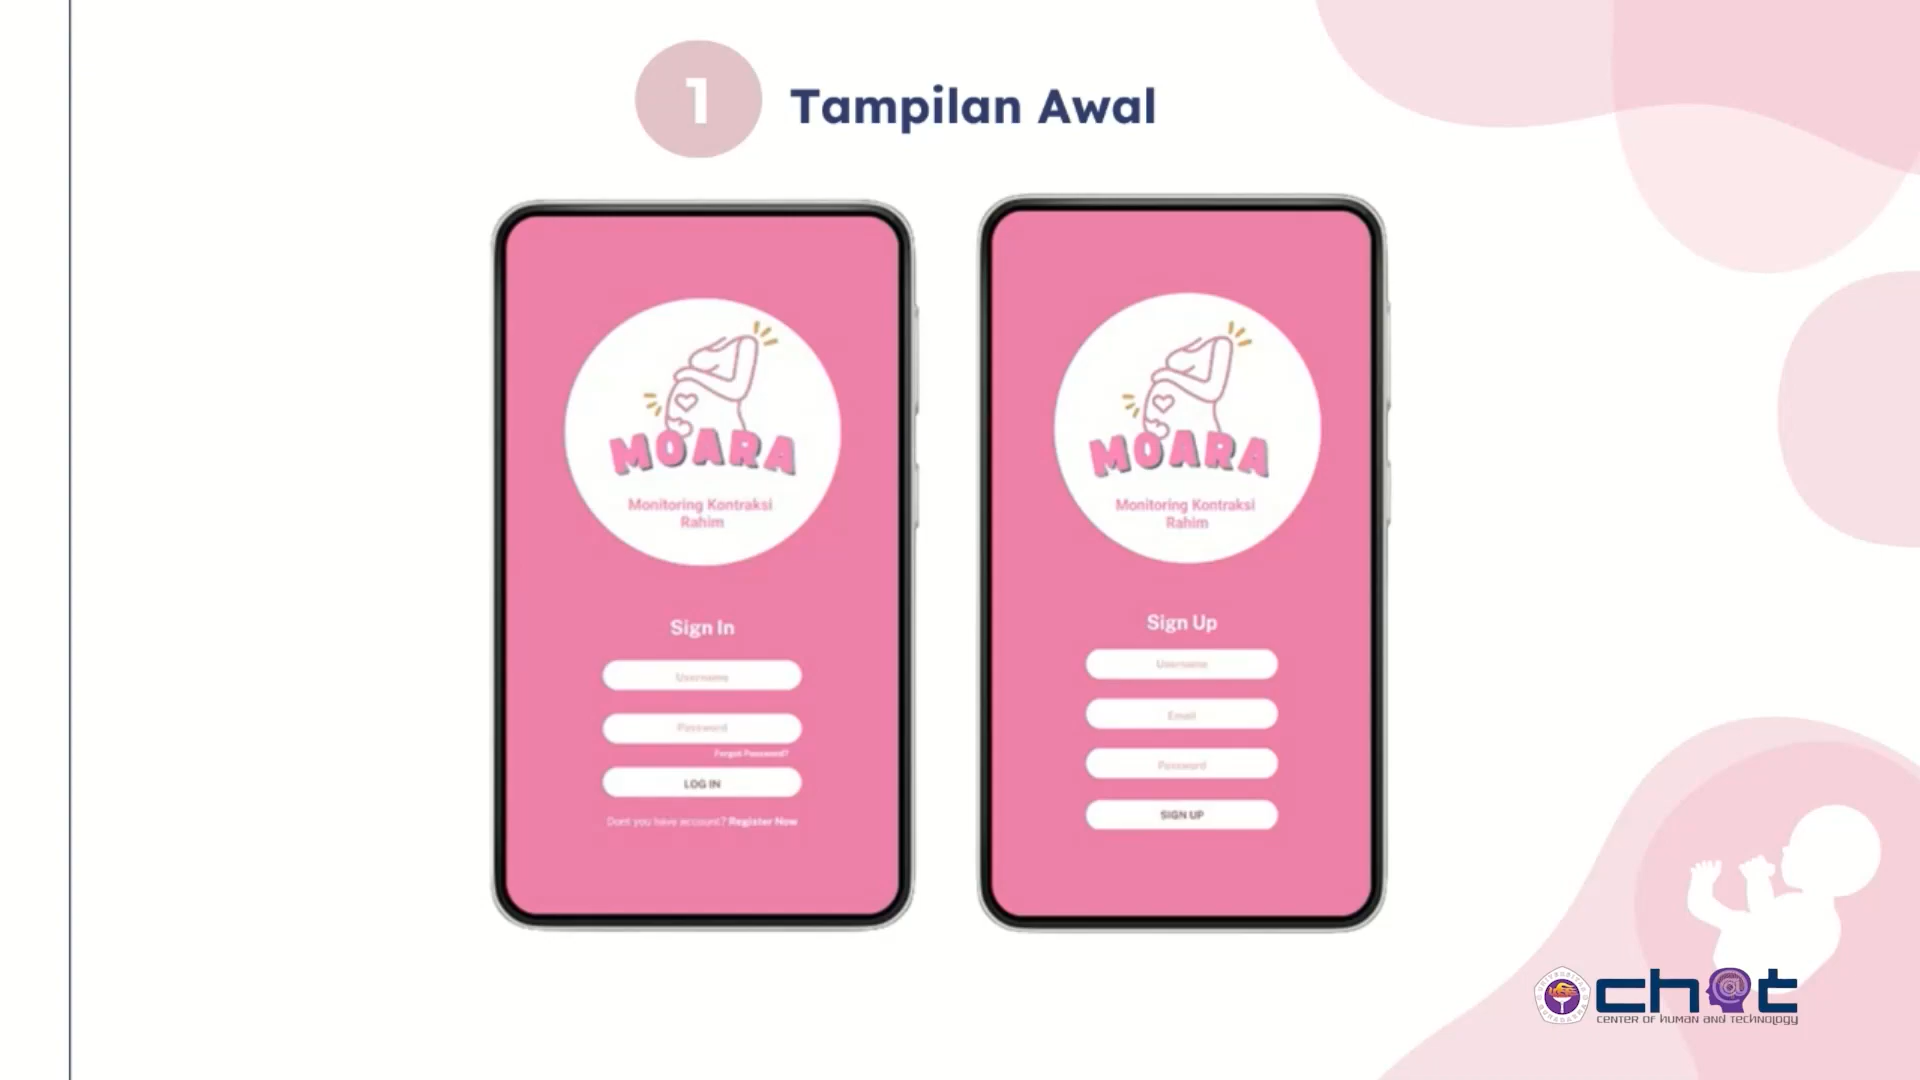 1 Tampilan Awal
MOARA
Monitoring Kontraksi
Rahim
Sign In
Username
Password
Forgot Password?
LOG IN
Dont you have account? Register Now
MOARA
Monitoring Kontraksi
Rahim
Sign Up
Username
Email
Password
SIGN UP
ch@t
CENTER OF HUMAN AND TECHNOLOGY